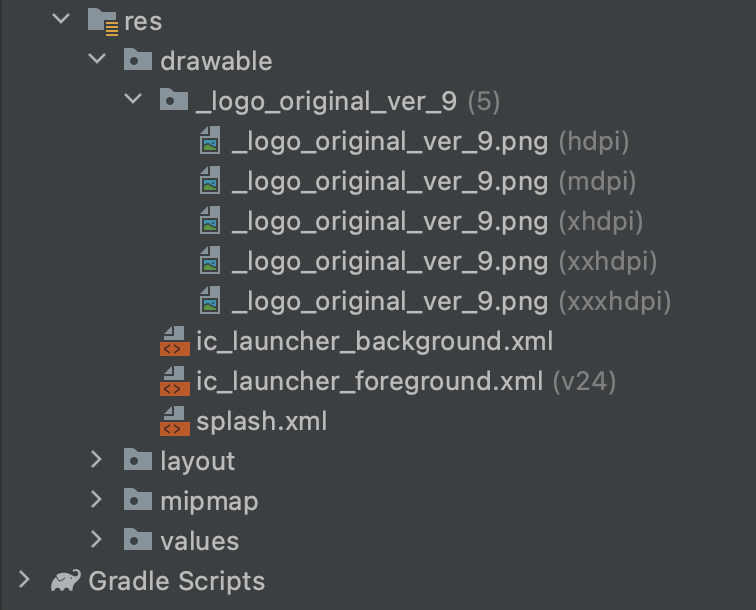 res
drawable
_logo_original_ver_9 (5)
_logo_original_ver_9.png (hdpi)
_logo_original_ver_9.png (mdpi)
_logo_original_ver_9.png (xhdpi)
_logo_original_ver_9.png (xxhdpi)
_logo_original_ver_9.png (xxxhdpi)
ic_launcher_background.xml
ic_launcher_foreground.xml (v24)
splash.xml
layout
mipmap
values
Gradle Scripts